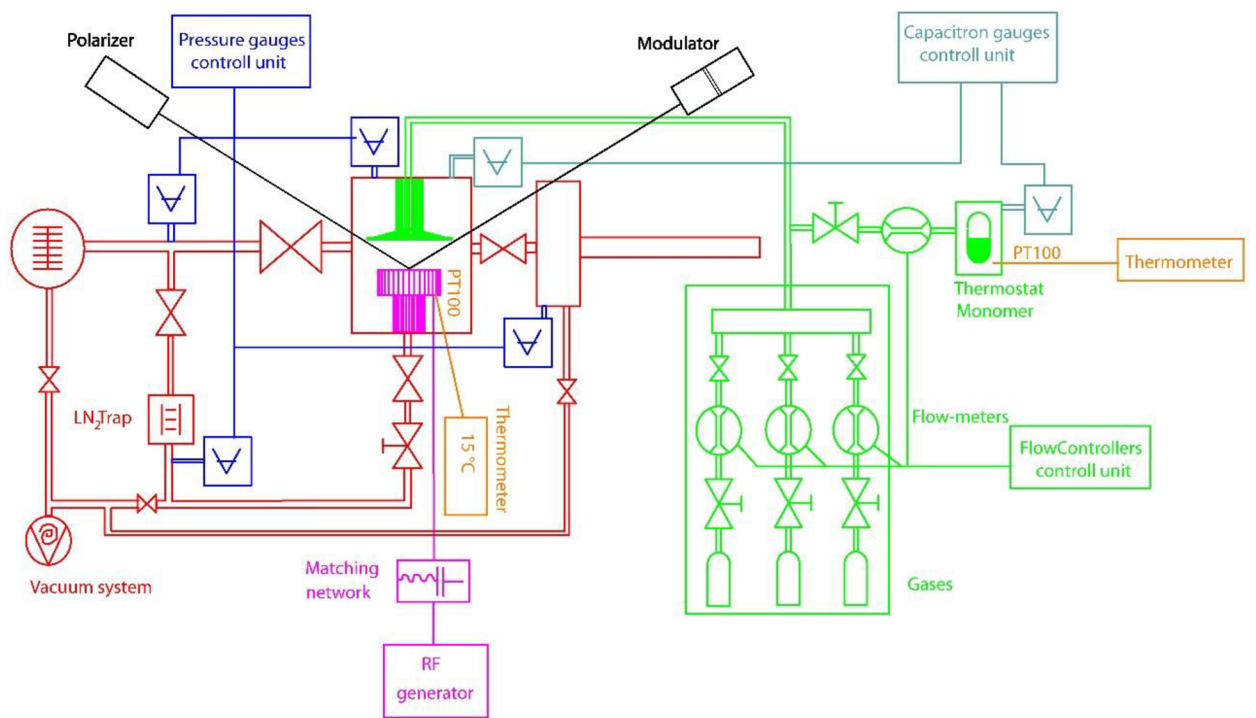 Polarizer
Pressure gauges
controll unit
Modulator
Capacitron gauges
controll unit
PT100
PT100
Thermometer
Thermostat
Monomer
LN2Trap
15 °C
Thermometer
Flow-meters
FlowControllers
controll unit
Vacuum system
Matching
network
Gases
RF
generator